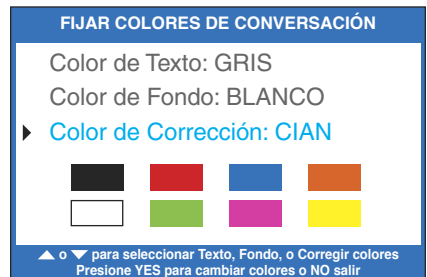 FIJAR COLORES DE CONVERSACIÓN
Color de Texto: GRIS
Color de Fondo: BLANCO
Color de Corrección: CIAN
o para seleccionar Texto, Fondo, o Corregir colores
Presione YES para cambiar colores o NO salir